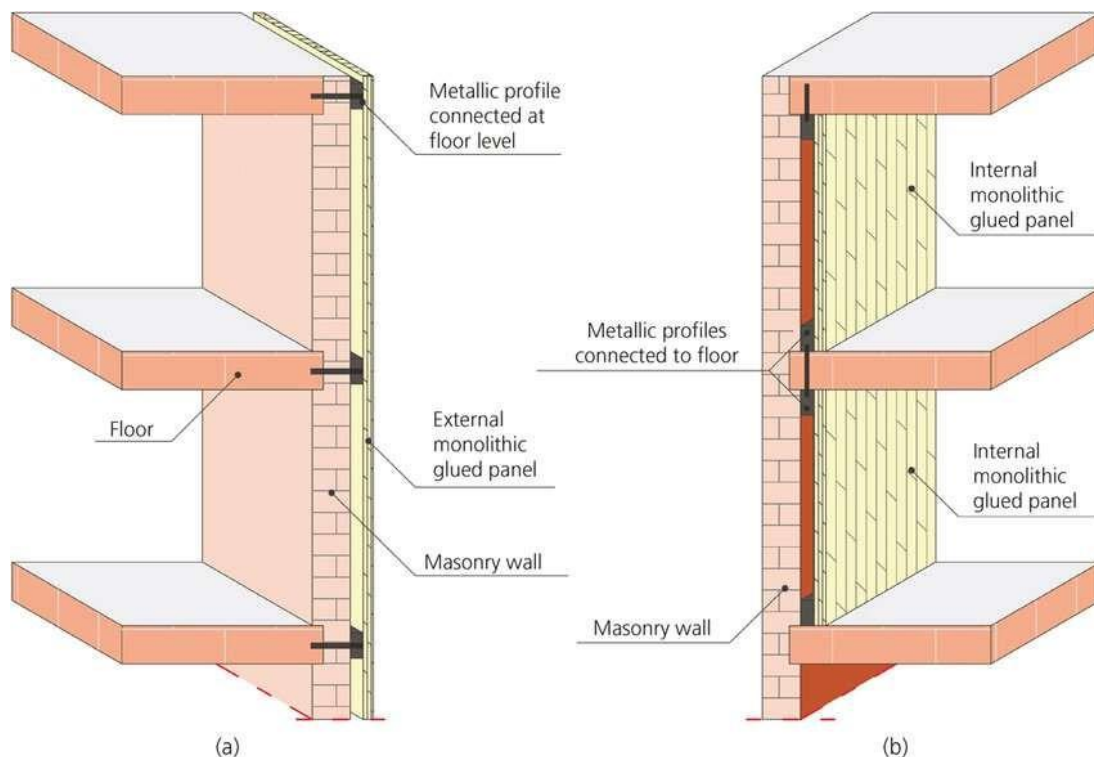 Metallic profile
connected at
floor level
Floor
External
monolithic
glued panel
Masonry wall
(a)
Internal
monolithic
glued panel
Metallic profiles
connected to floor
Internal
monolithic
glued panel
Masonry wall
(b)